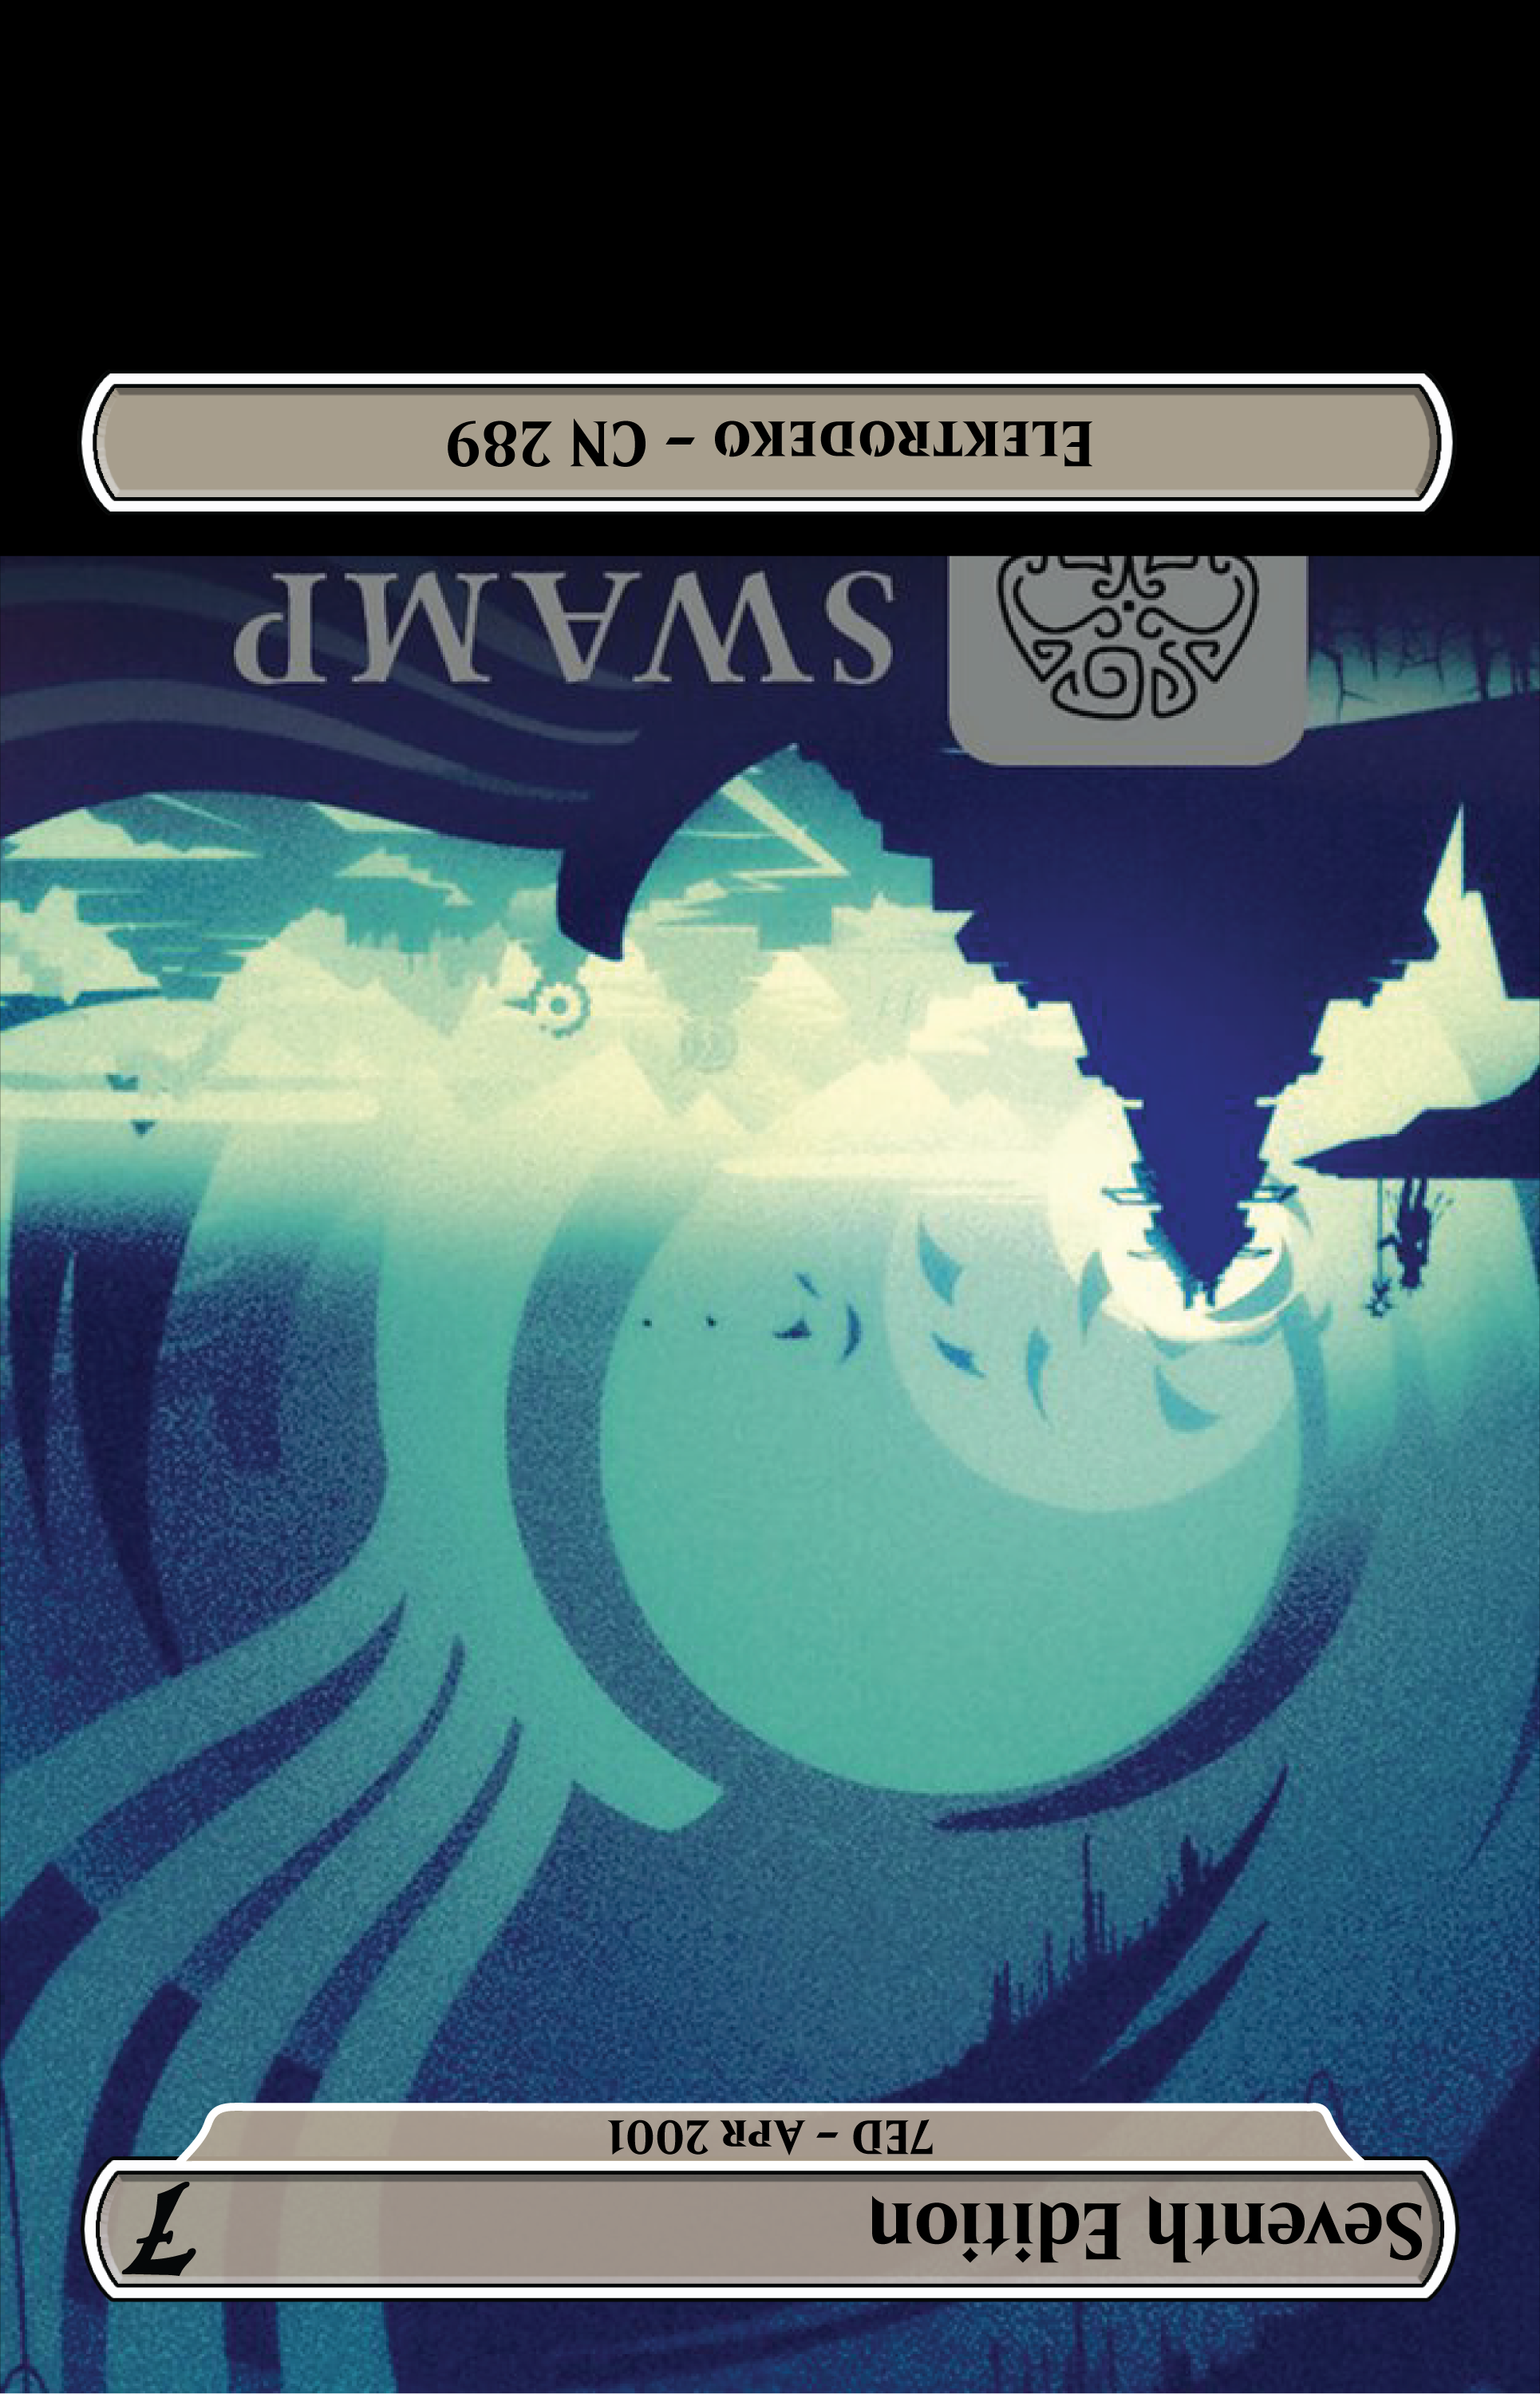 Seventh Edition 7
7ED – Apr 2001
SWAMP
Elektrodeko – CN 289